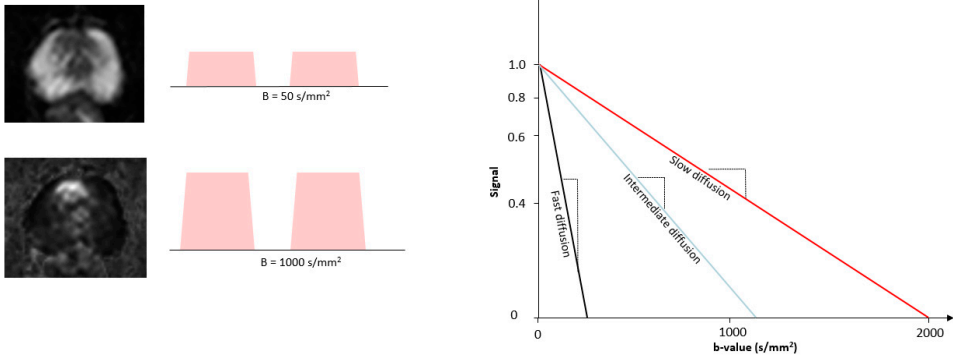 B = 50 s/mm²
B = 1000 s/mm²
Signal
1.0
0.8
0.6
0.4
0
Fast diffusion
Intermediate diffusion
Slow diffusion
0
1000
2000
b-value (s/mm²)